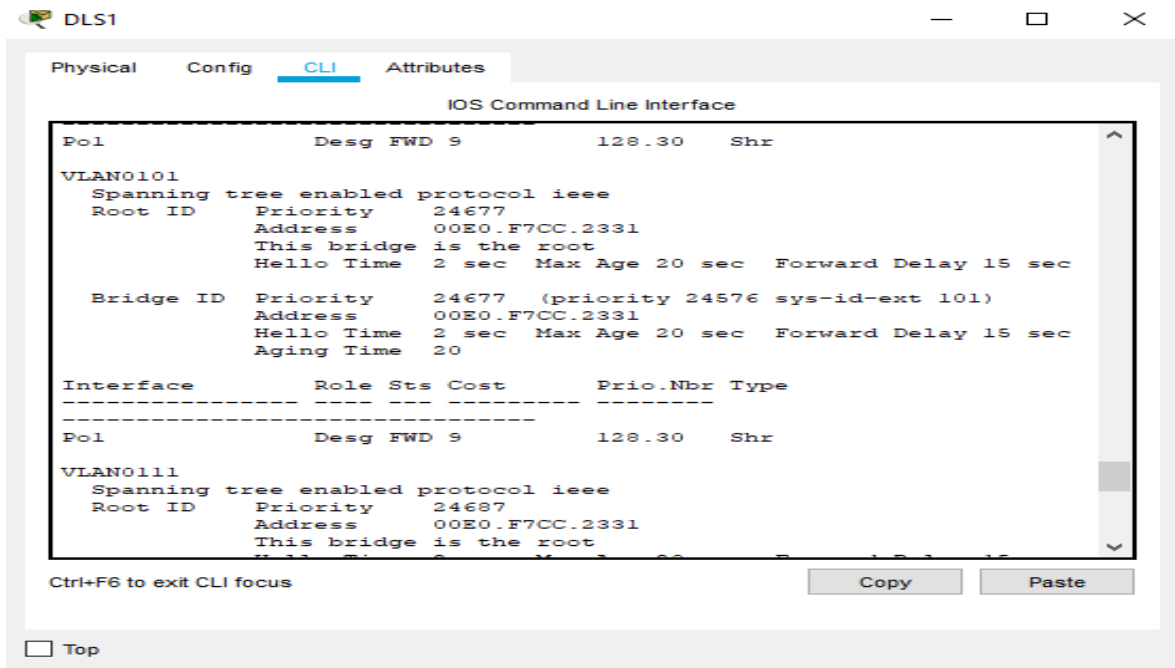 DLS1
Physical Config CLI Attributes
IOS Command Line Interface
--------------------------------
Po1 Desg FWD 9 128.30 Shr
VLAN0101
Spanning tree enabled protocol ieee
Root ID Priority 24677
Address 00E0.F7CC.2331
This bridge is the root
Hello Time 2 sec Max Age 20 sec Forward Delay 15 sec
Bridge ID Priority 24677 (priority 24576 sys-id-ext 101)
Address 00E0.F7CC.2331
Hello Time 2 sec Max Age 20 sec Forward Delay 15 sec
Aging Time 20
Interface Role Sts Cost Prio.Nbr Type
---------------- ---- --- --------- --------
--------------------------------
Po1 Desg FWD 9 128.30 Shr
VLAN0111
Spanning tree enabled protocol ieee
Root ID Priority 24687
Address 00E0.F7CC.2331
This bridge is the root
Ctrl+F6 to exit CLI focus
Copy Paste
Top